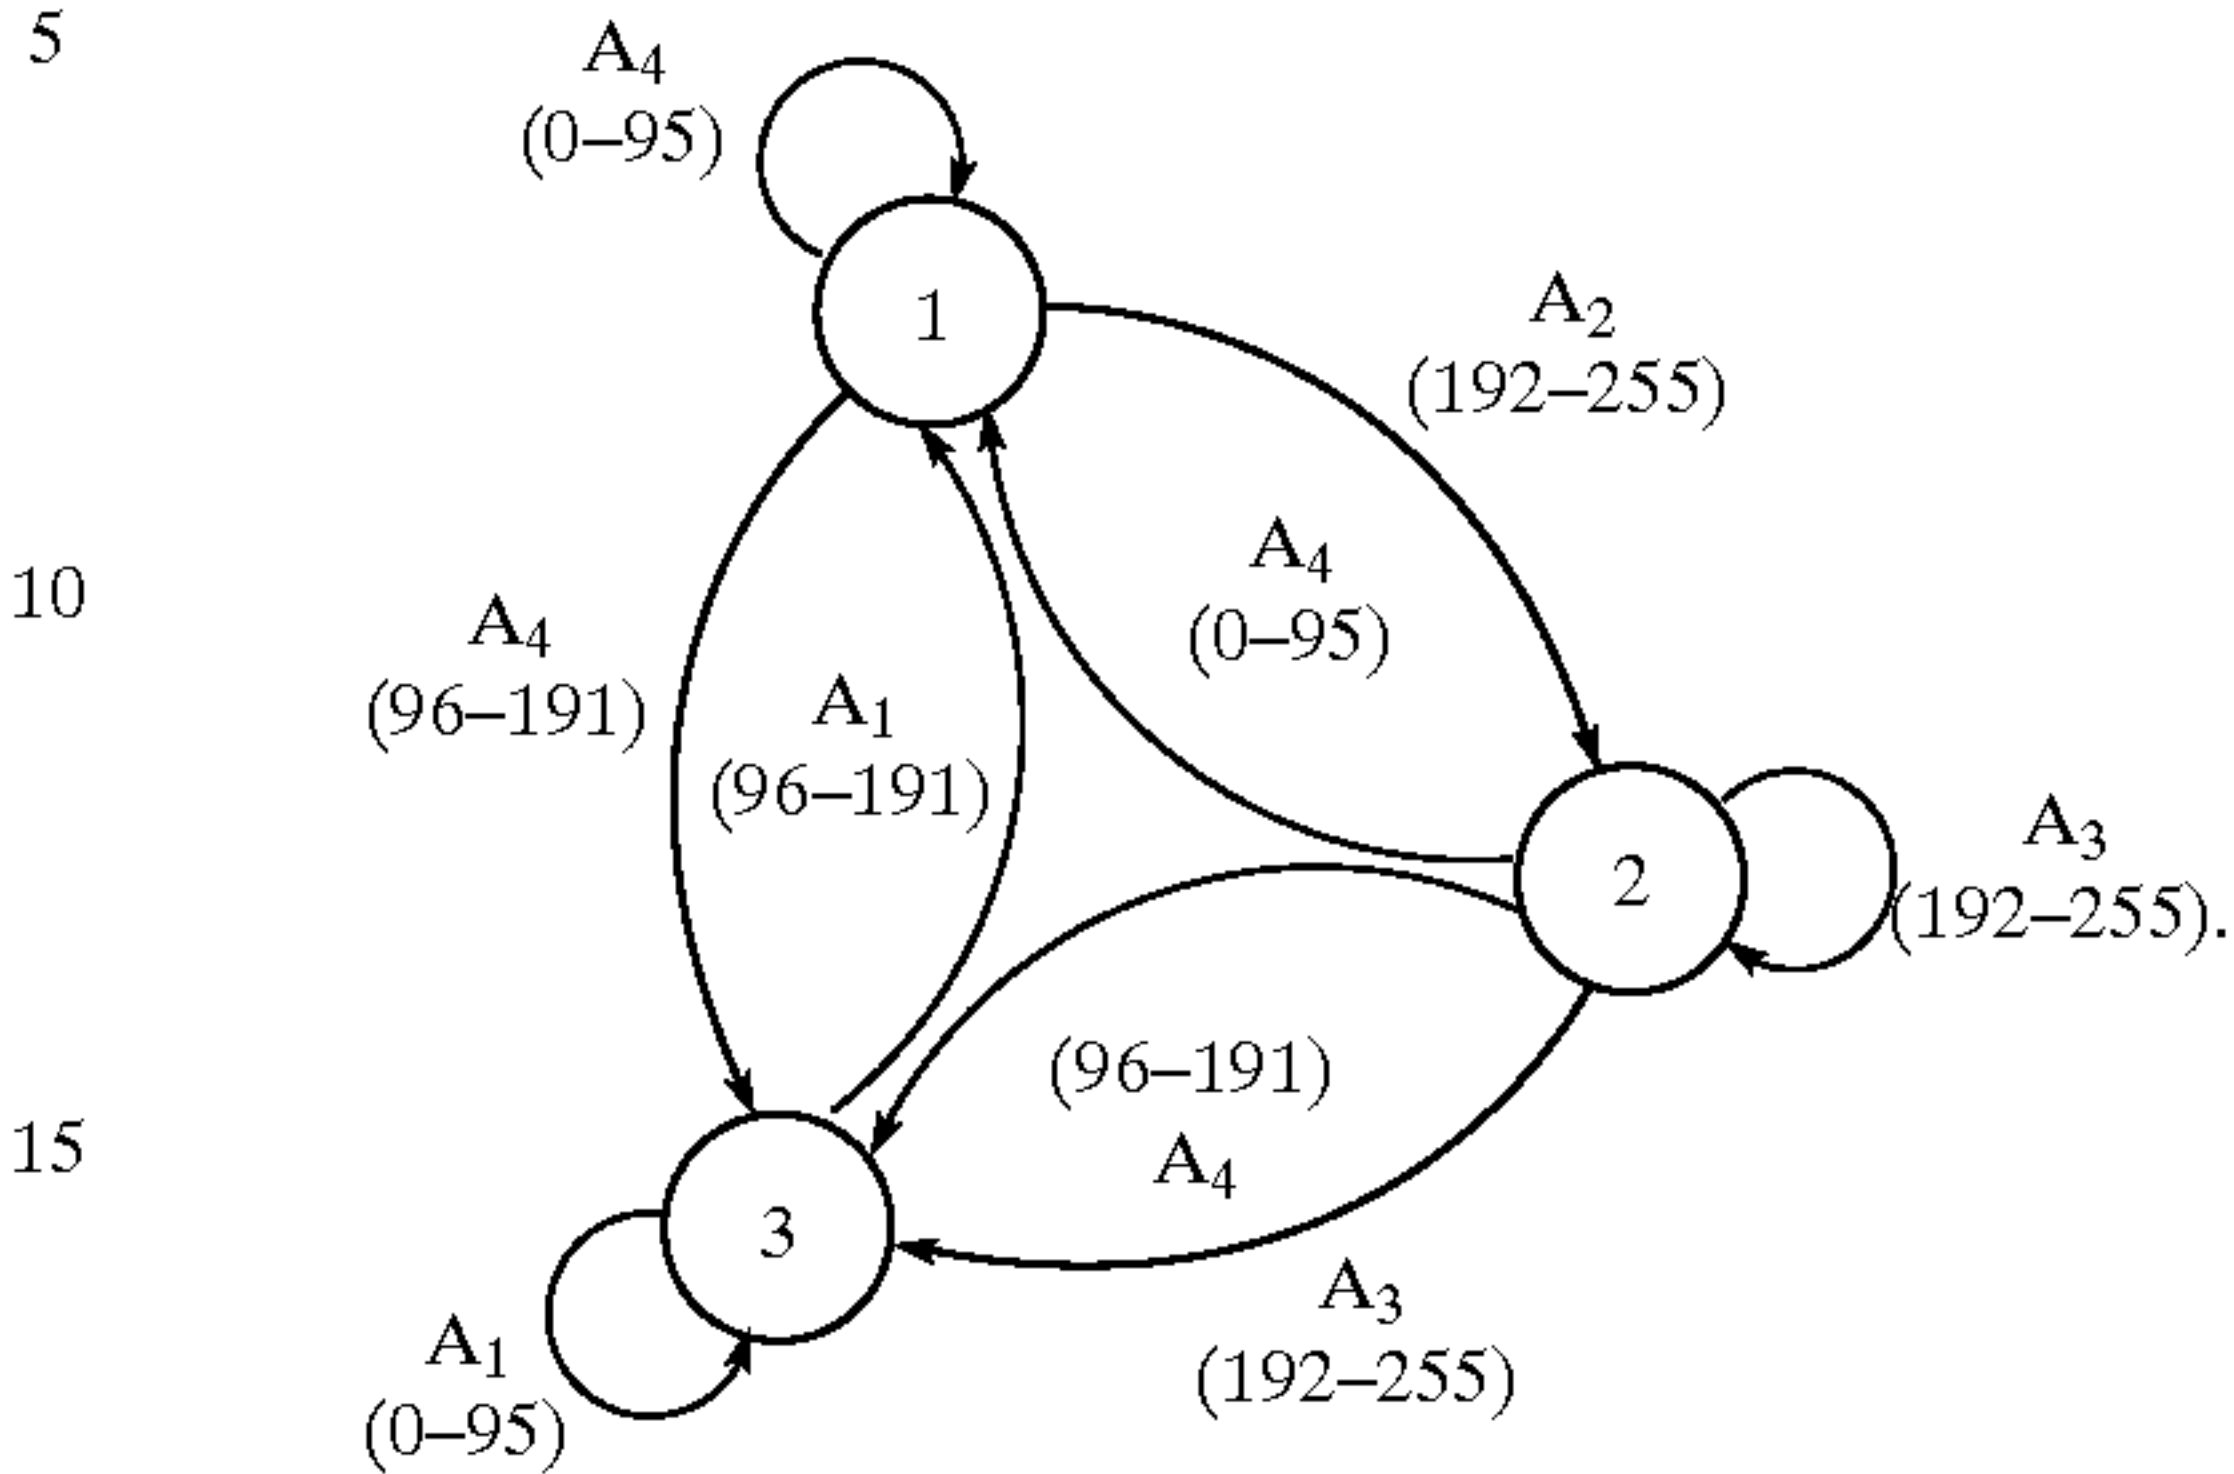 5
A₄
(0–95)
1
A₂
(192–255)
A₄
(0–95)
10
A₄
(96–191)
A₁
(96–191)
2
A₃
(192–255).
(96–191)
A₄
15
3
A₃
(192–255)
A₁
(0–95)